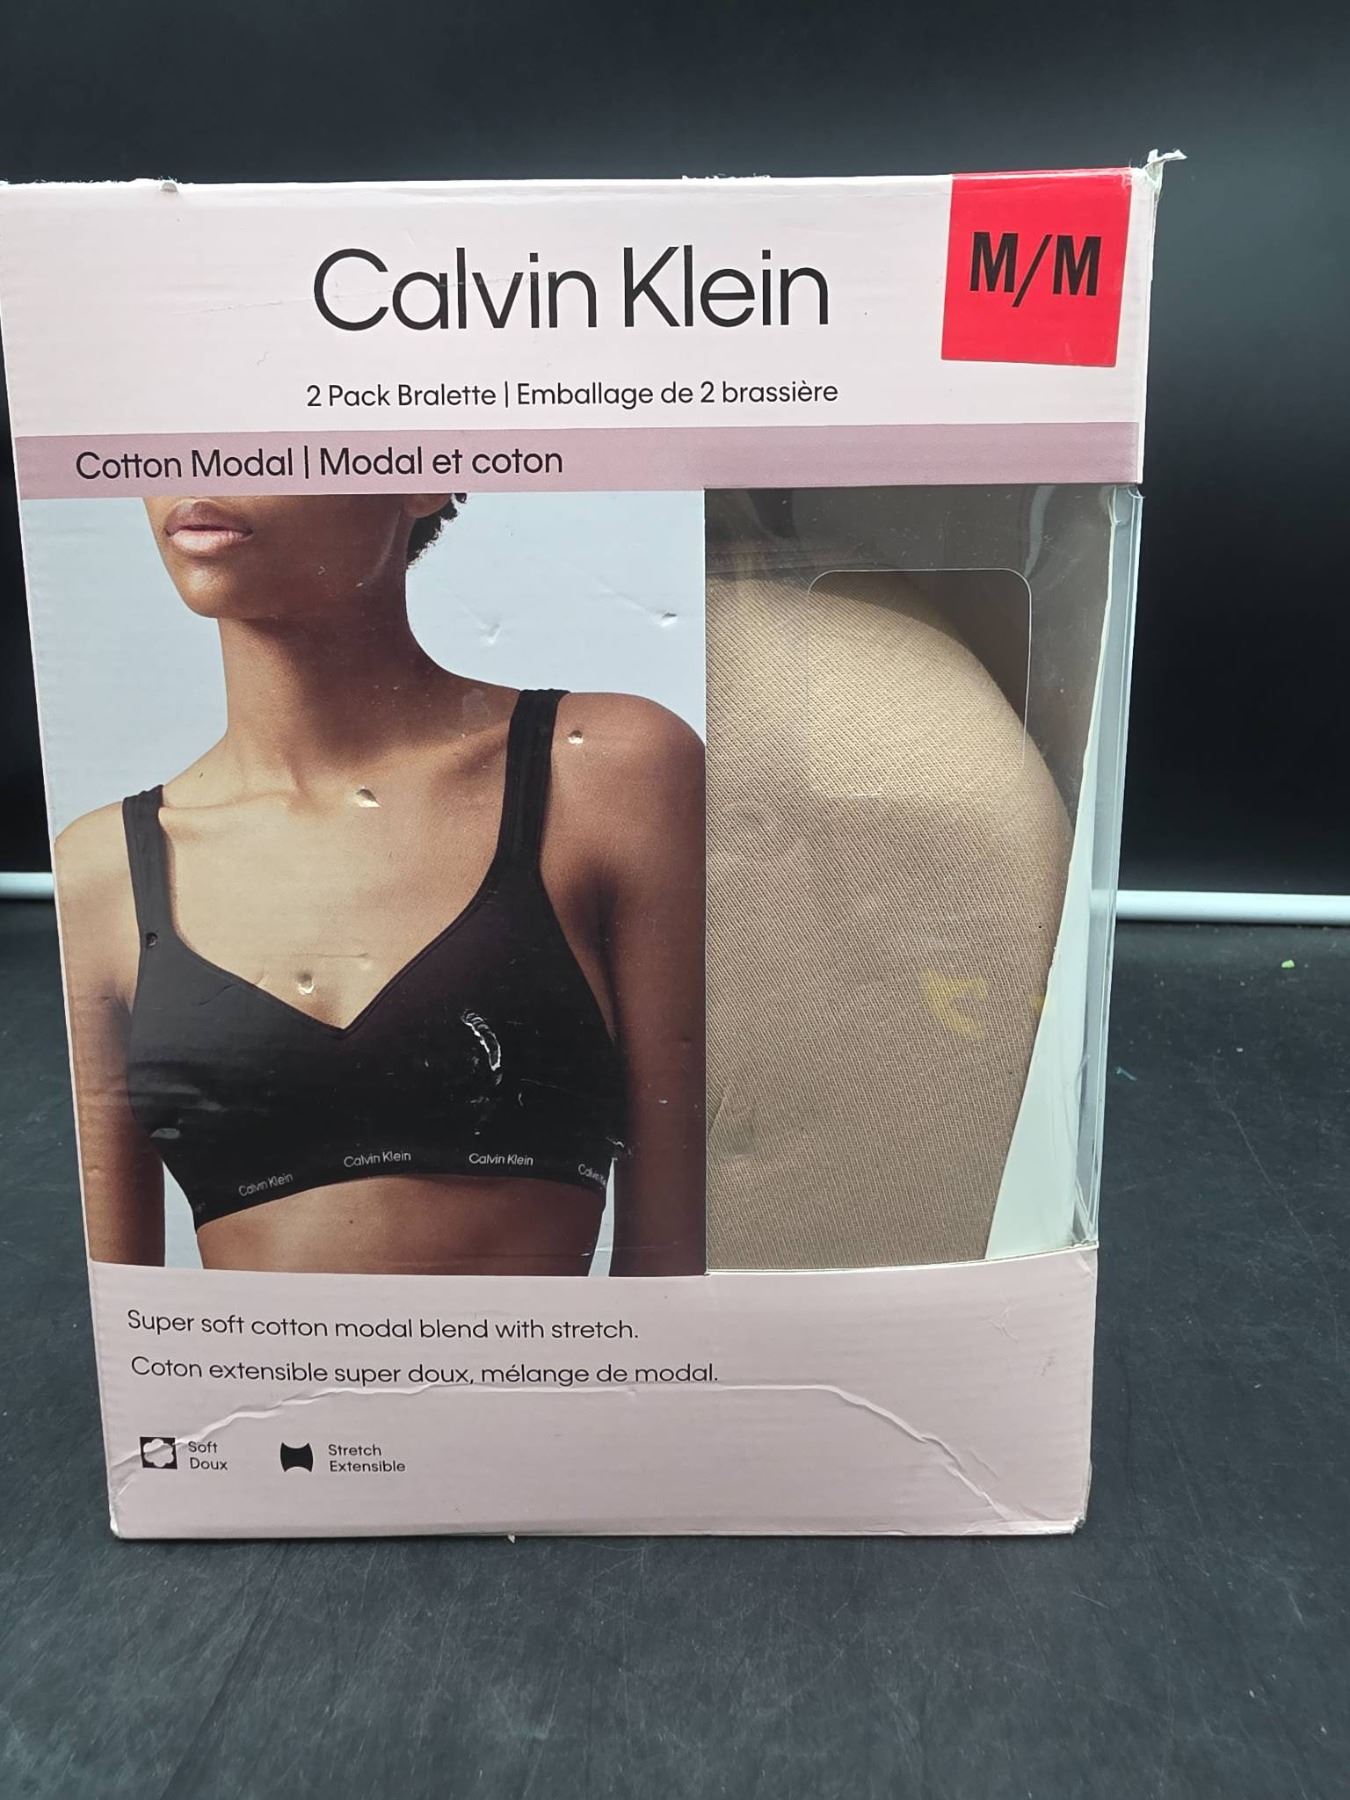 Calvin Klein
M/M
2 Pack Bralette | Emballage de 2 brassière
Cotton Modal | Modal et coton
Calvin Klein
Calvin Klein
Calvin Klein
Super soft cotton modal blend with stretch.
Coton extensible super doux, mélange de modal.
Soft
Doux
Stretch
Extensible